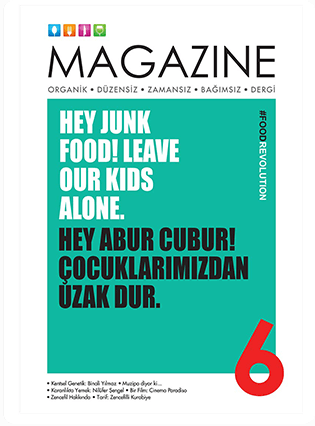 MAGAZINE
ORGANİK • DÜZENSİZ • ZAMANSIZ • BAĞIMSIZ • DERGİ
HEY JUNK
FOOD! LEAVE
OUR KIDS
ALONE.
#FOODREVOLUTION
HEY ABUR CUBUR!
ÇOCUKLARIMIZDAN
UZAK DUR.
6
• Kentsel Genetik: Binali Yılmaz • Muzipo diyor ki...
• Karanlıkta Yemek: Nilüfer Şengel • Bir Film: Cinema Paradiso
• Zencefil Hakkında • Tarif: Zencefilli Kurabiye